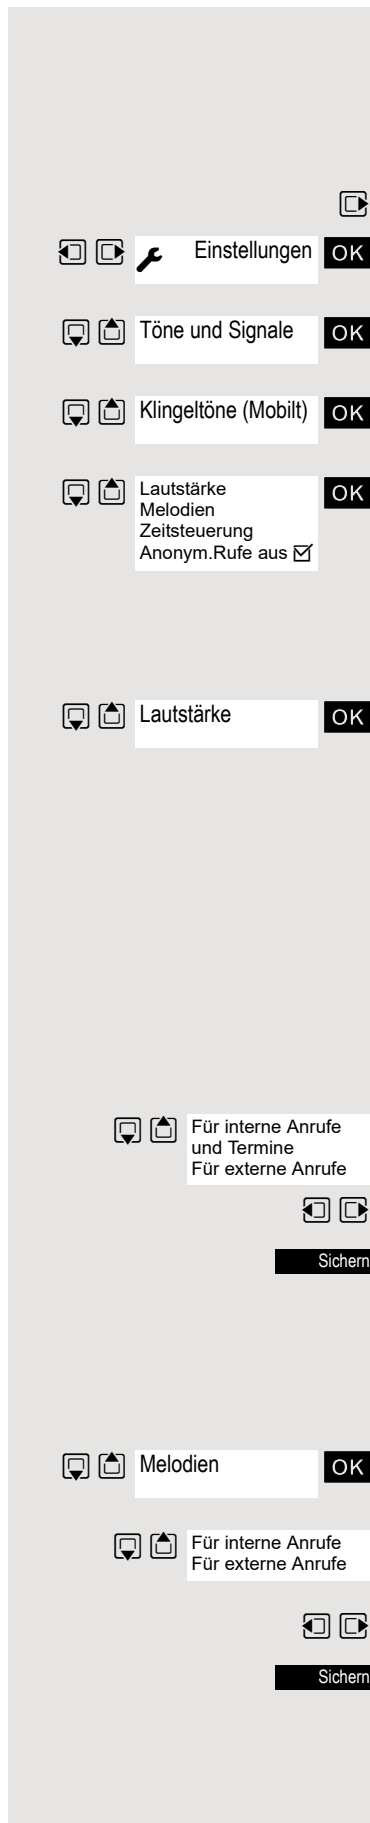 Einstellungen OK
Töne und Signale OK
Klingeltöne (Mobilt) OK
Lautstärke OK
Melodien
Zeitsteuerung
Anonym.Rufe aus
Lautstärke OK
Für interne Anrufe
und Termine
Für externe Anrufe
Sichern
Melodien OK
Für interne Anrufe
Für externe Anrufe
Sichern